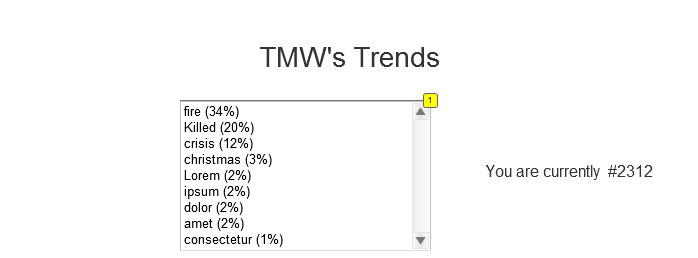 TMW's Trends
1
fire (34%)
Killed (20%)
crisis (12%)
christmas (3%)
Lorem (2%)
ipsum (2%)
dolor (2%)
amet (2%)
consectetur (1%)
You are currently #2312